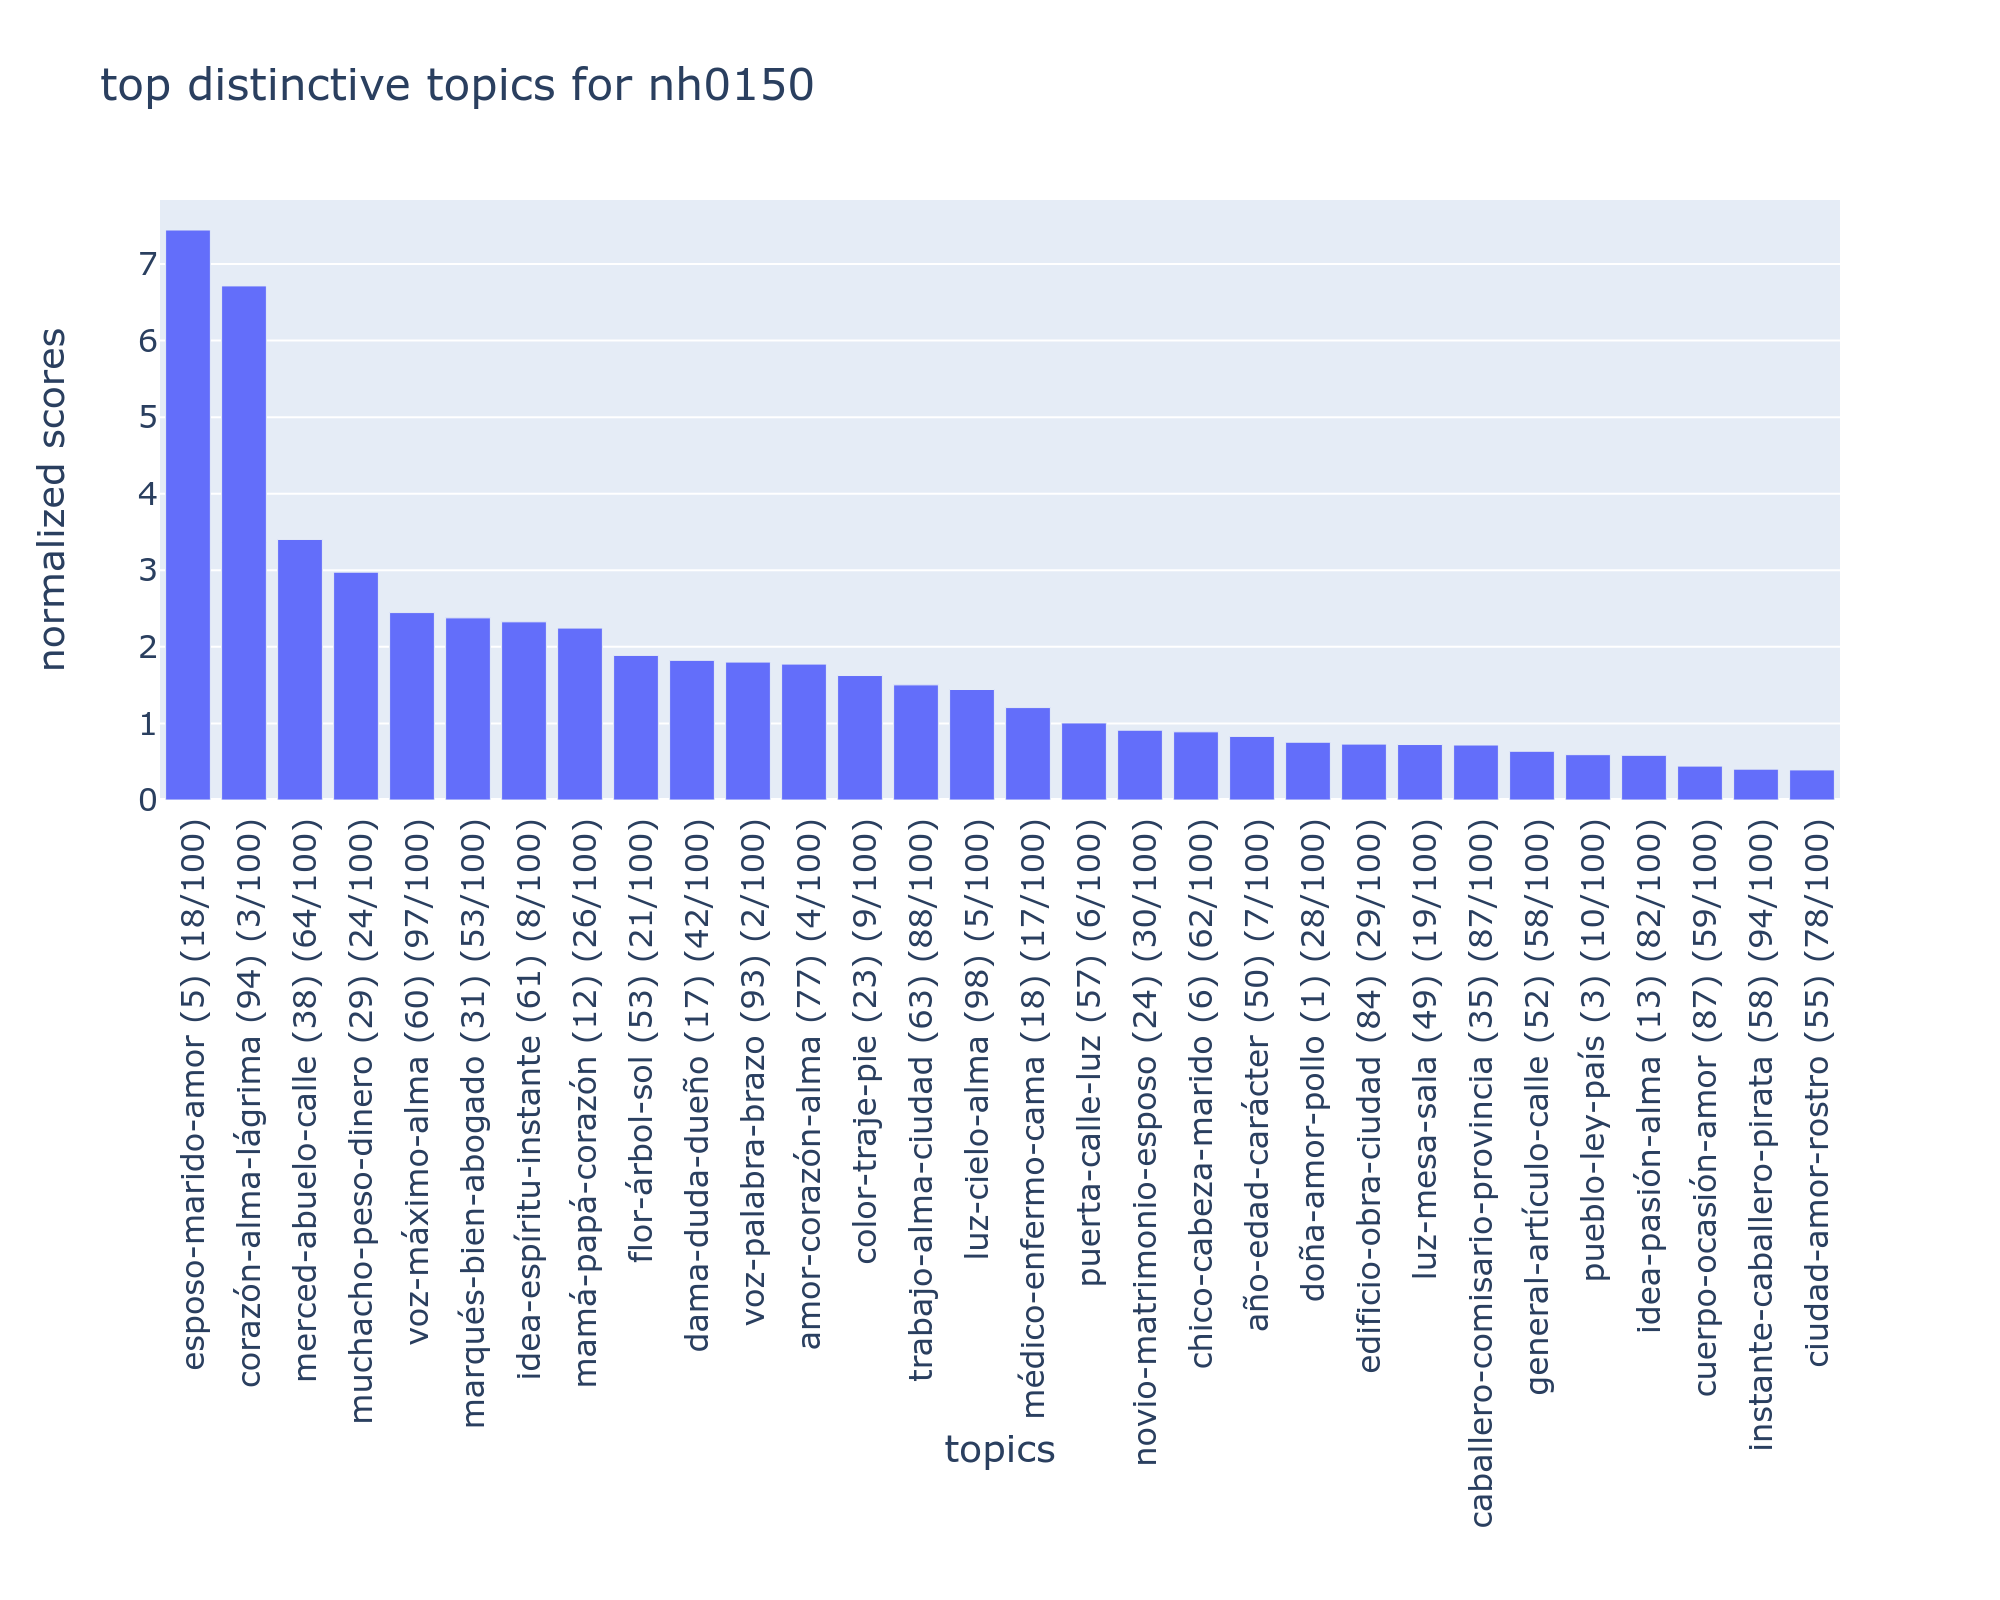 top distinctive topics for nh0150
normalized scores
7
6
5
4
3
2
1
0
esposo-marido-amor (5) (18/100)
corazón-alma-lágrima (94) (3/100)
merced-abuelo-calle (38) (64/100)
muchacho-peso-dinero (29) (24/100)
voz-máximo-alma (60) (97/100)
marqués-bien-abogado (31) (53/100)
idea-espíritu-instante (61) (8/100)
mamá-papá-corazón (12) (26/100)
flor-árbol-sol (53) (21/100)
dama-duda-dueño (17) (42/100)
voz-palabra-brazo (93) (2/100)
amor-corazón-alma (77) (4/100)
color-traje-pie (23) (9/100)
trabajo-alma-ciudad (63) (88/100)
luz-cielo-alma (98) (5/100)
médico-enfermo-cama (18) (17/100)
puerta-calle-luz (57) (6/100)
novio-matrimonio-esposo (24) (30/100)
chico-cabeza-marido (6) (62/100)
año-edad-carácter (50) (7/100)
doña-amor-pollo (1) (28/100)
edificio-obra-ciudad (84) (29/100)
luz-mesa-sala (49) (19/100)
caballero-comisario-provincia (35) (87/100)
general-artículo-calle (52) (58/100)
pueblo-ley-país (3) (10/100)
idea-pasión-alma (13) (82/100)
cuerpo-ocasión-amor (87) (59/100)
instante-caballero-pirata (58) (94/100)
ciudad-amor-rostro (55) (78/100)
topics